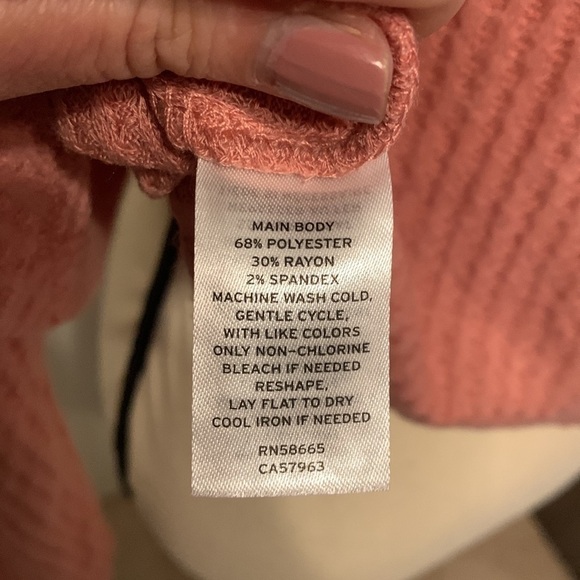 MAIN BODY
68% POLYESTER
30% RAYON
2% SPANDEX
MACHINE WASH COLD,
GENTLE CYCLE,
WITH LIKE COLORS
ONLY NON-CHLORINE
BLEACH IF NEEDED
RESHAPE,
LAY FLAT TO DRY
COOL IRON IF NEEDED
RN58665
CA57963